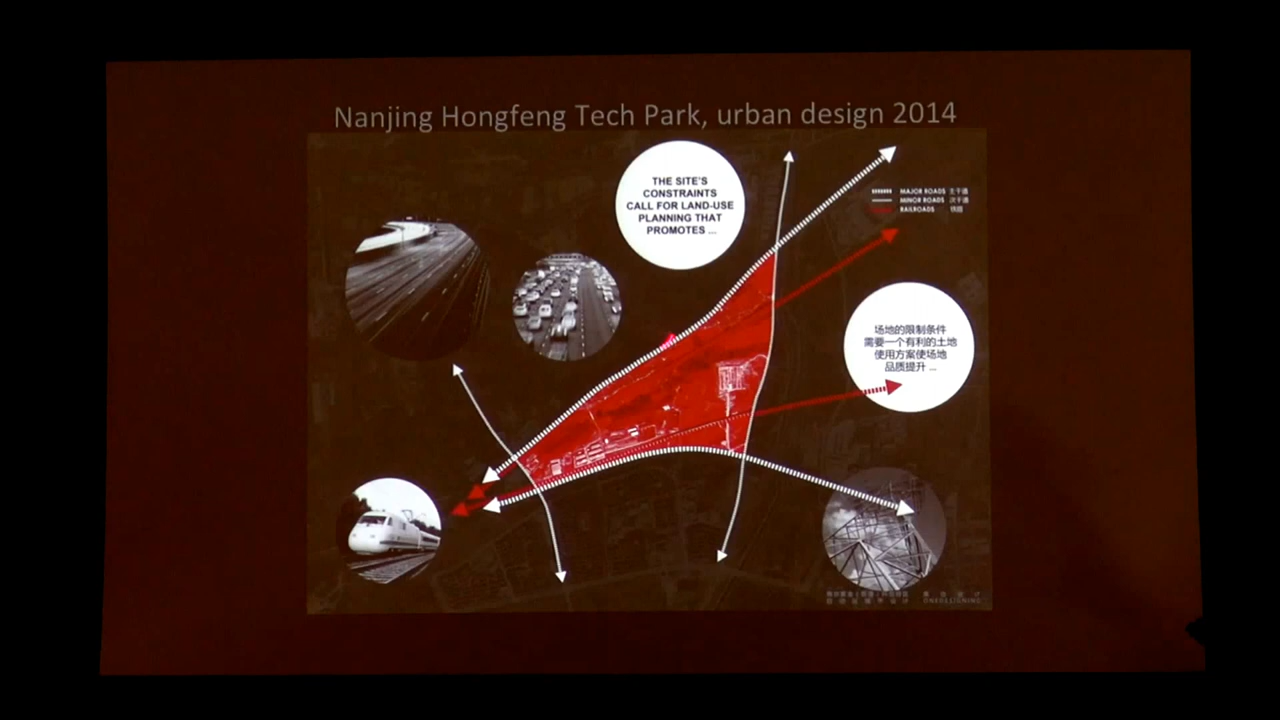 Nanjing Hongfeng Tech Park, urban design 2014
THE SITE'S
CONSTRAINTS
CALL FOR LAND-USE
PLANNING THAT
PROMOTES ...
MAJOR ROADS 主干道
MINOR ROADS 次干道
RAILROADS 铁路
场地的限制条件
需要一个有利的土地
使用方案使场地
品质提升 ...